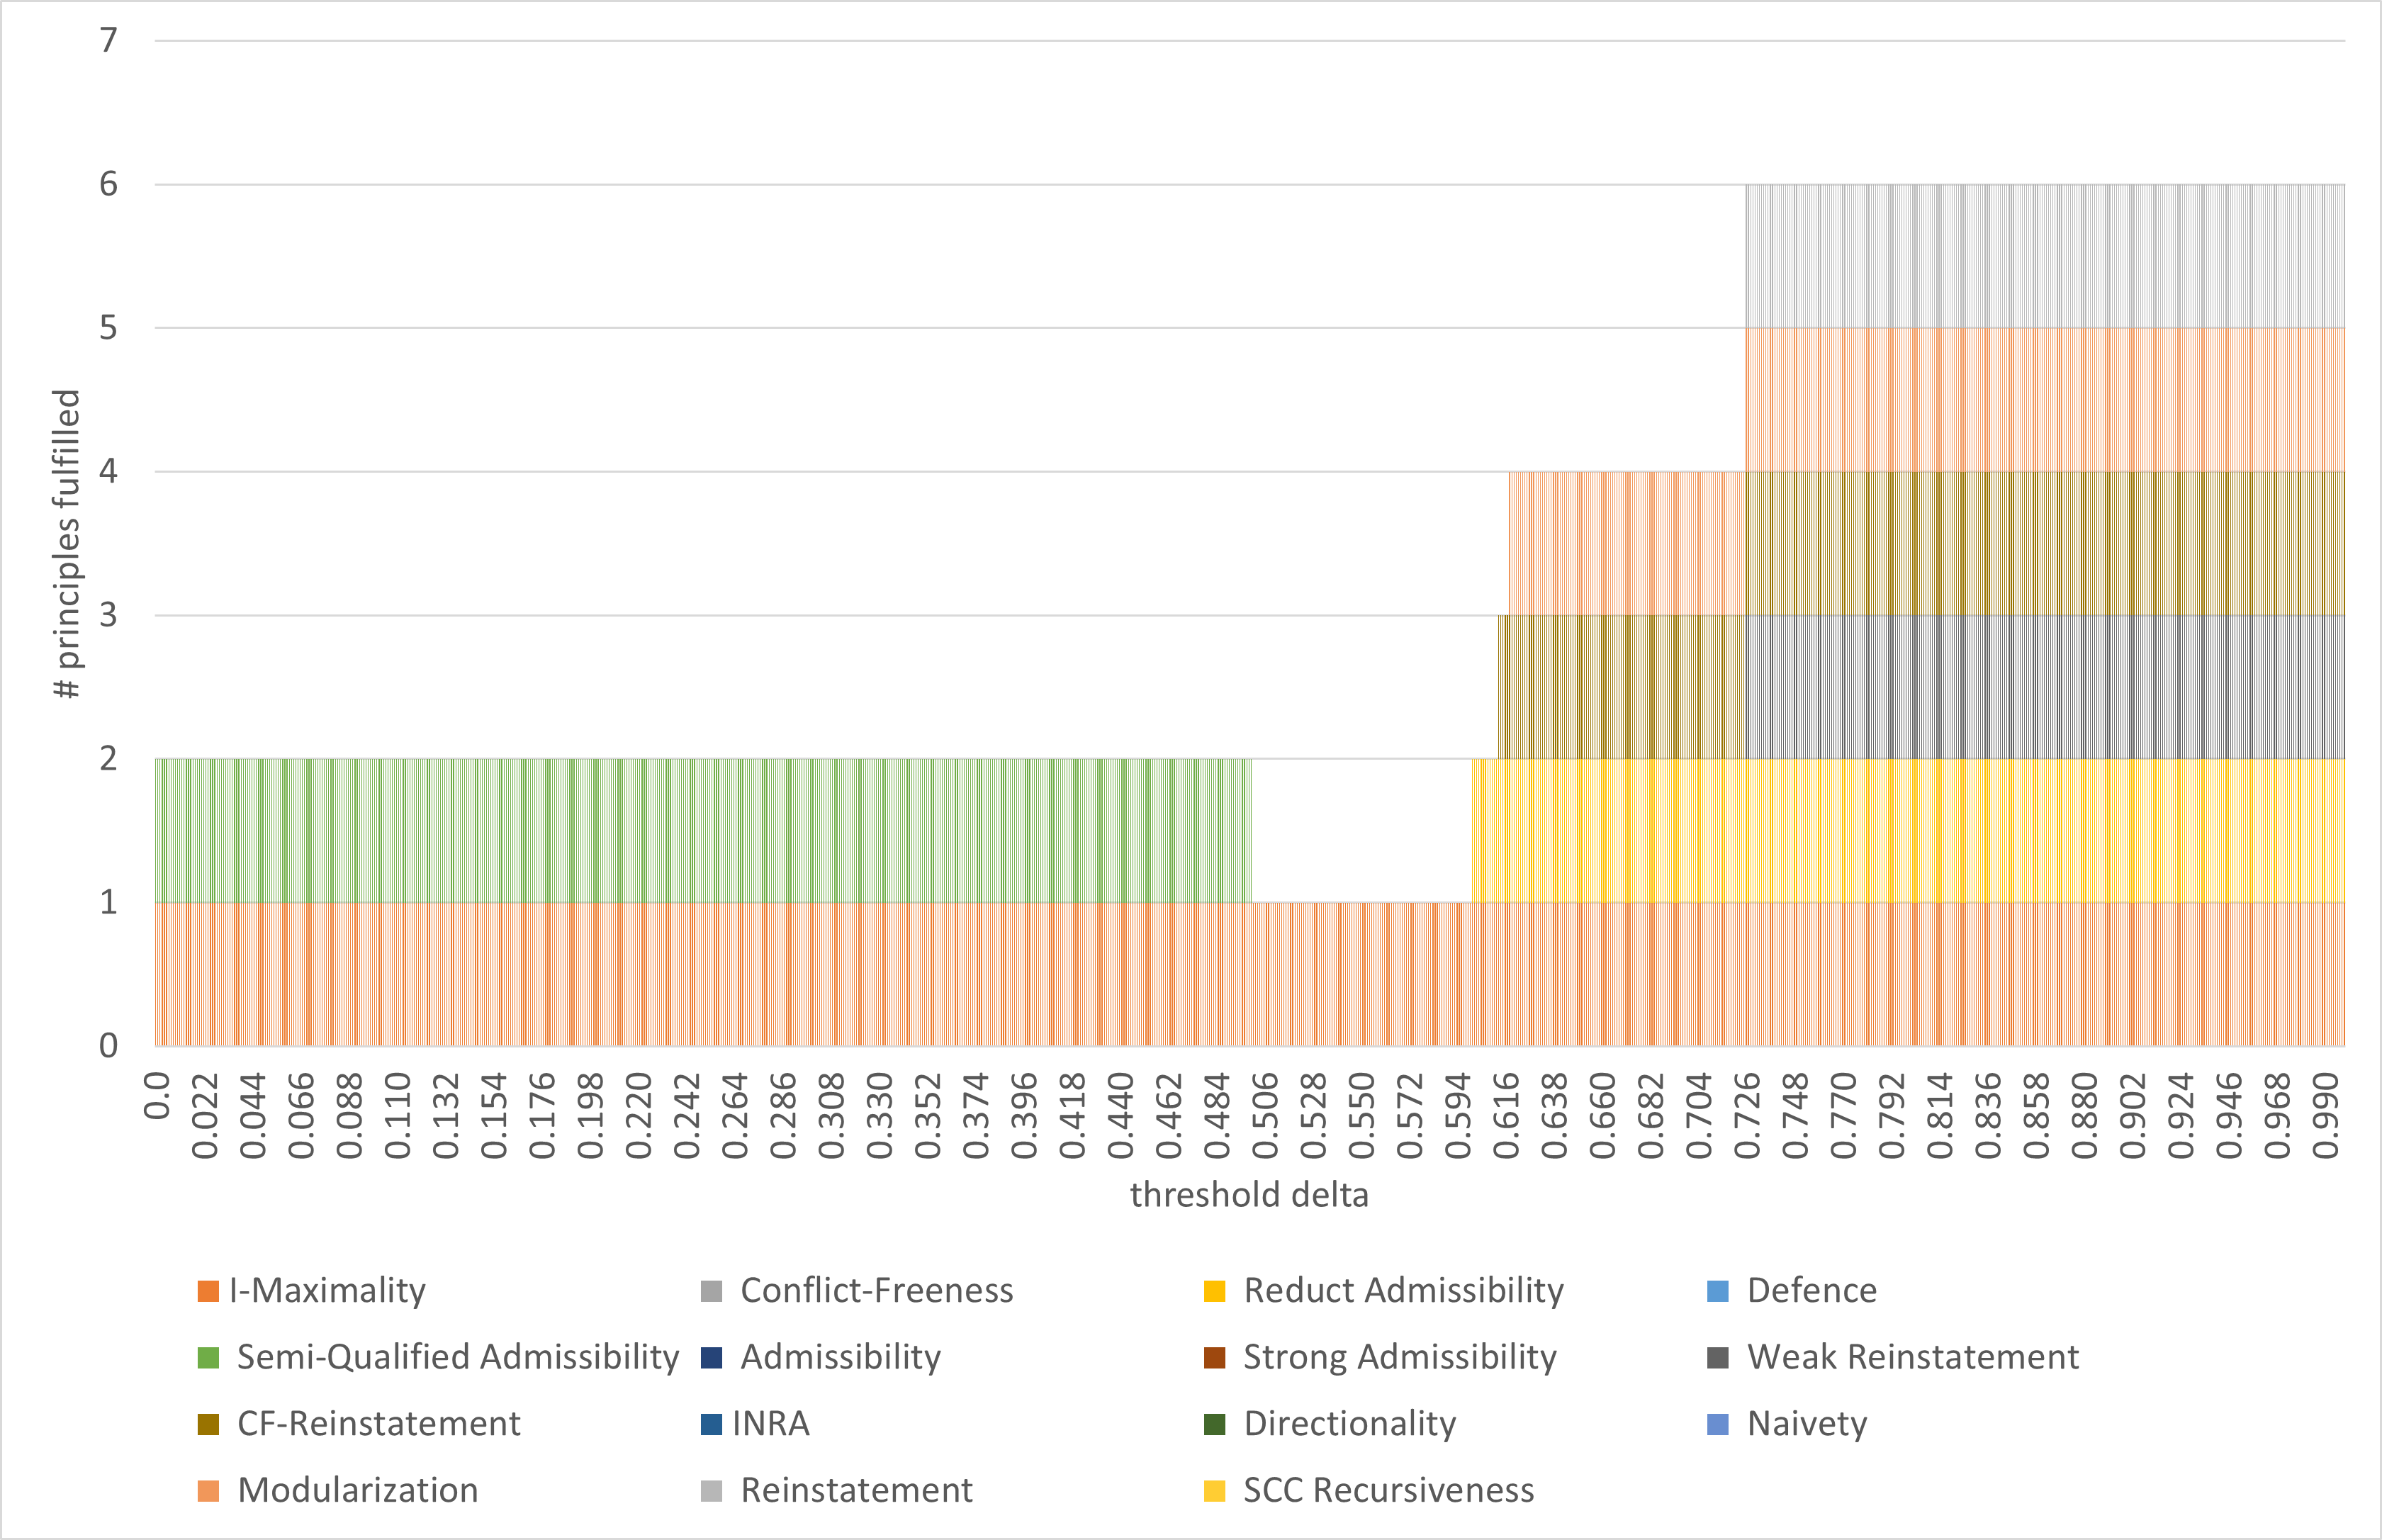 7
6
5
4
3
2
1
0
# principles fulfilled
0.0 0.022 0.044 0.066 0.088 0.110 0.132 0.154 0.176 0.198 0.220 0.242 0.264 0.286 0.308 0.330 0.352 0.374 0.396 0.418 0.440 0.462 0.484 0.506 0.528 0.550 0.572 0.594 0.616 0.638 0.660 0.682 0.704 0.726 0.748 0.770 0.792 0.814 0.836 0.858 0.880 0.902 0.924 0.946 0.968 0.990
threshold delta
I-Maximality Conflict-Freeness Reduct Admissibility Defence
Semi-Qualified Admissibility Admissibility Strong Admissibility Weak Reinstatement
CF-Reinstatement INRA Directionality Naivety
Modularization Reinstatement SCC Recursiveness